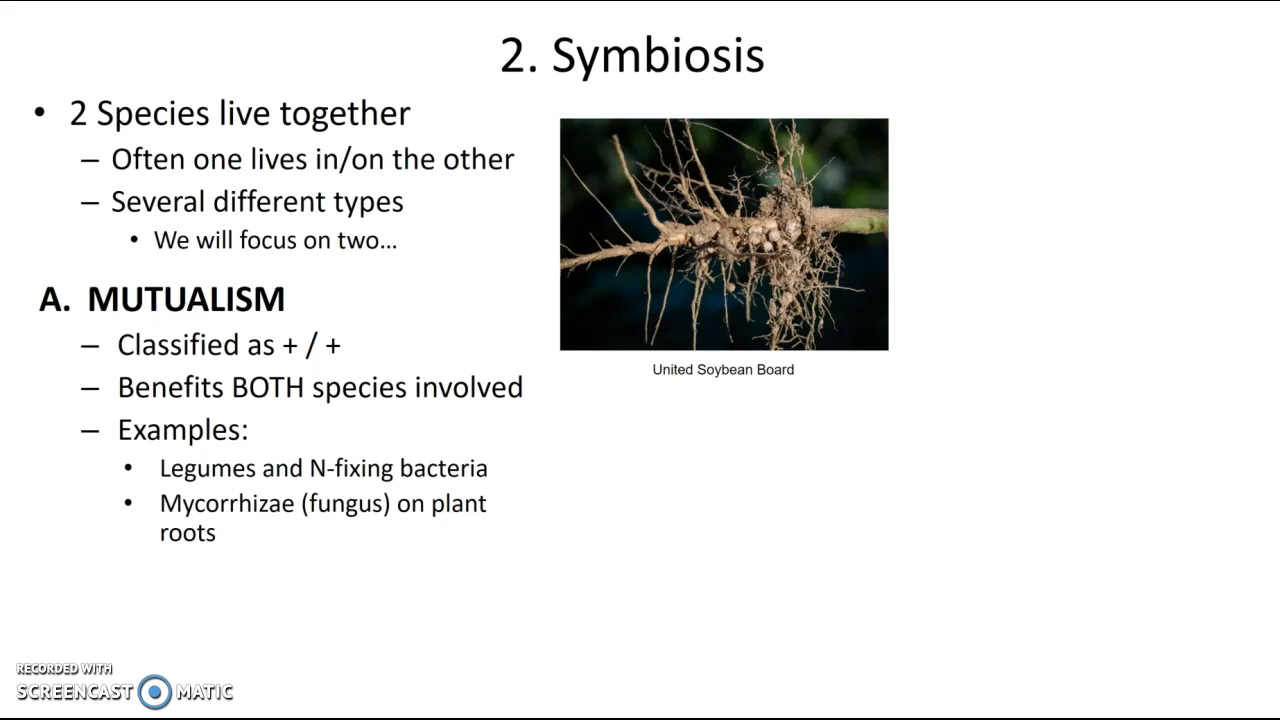 2. Symbiosis
• 2 Species live together
– Often one lives in/on the other
– Several different types
• We will focus on two…
A. MUTUALISM
– Classified as + / +
– Benefits BOTH species involved
– Examples:
• Legumes and N-fixing bacteria
• Mycorrhizae (fungus) on plant
roots
United Soybean Board
RECORDED WITH
SCREENCAST MATIC